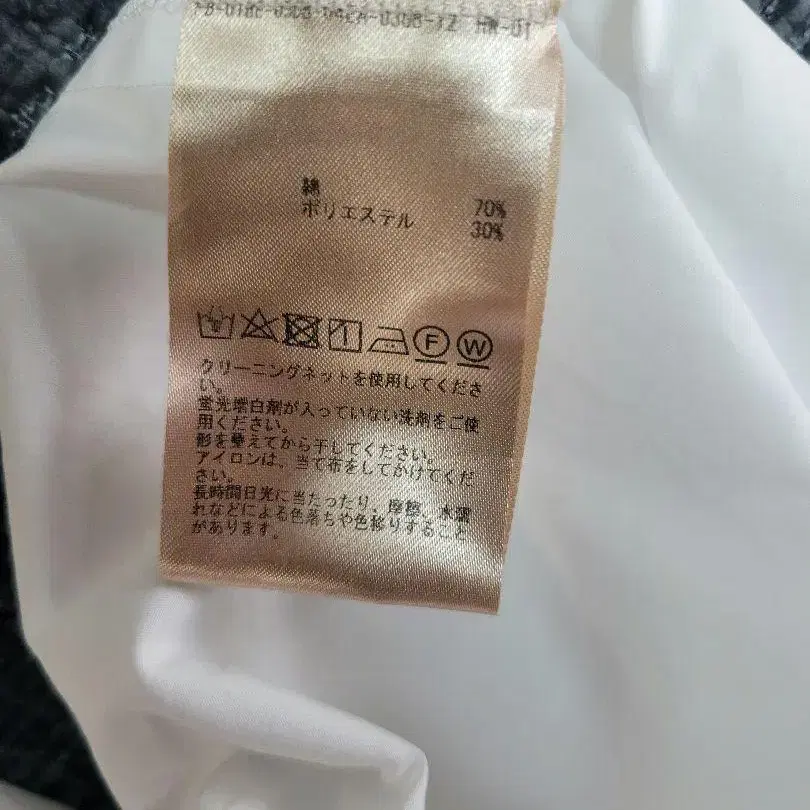 綿 70%
ポリエステル 30%
F W
クリーニングネットを使用してくださ
い。
蛍光増白剤が入っていない洗剤をご使
用ください。
形を整えてから干してください。
アイロンは、当て布をしてかけてくだ
さい。
長時間日光に当たったり、摩擦、水濡
れなどによる色落ちや色移りすること
があります。